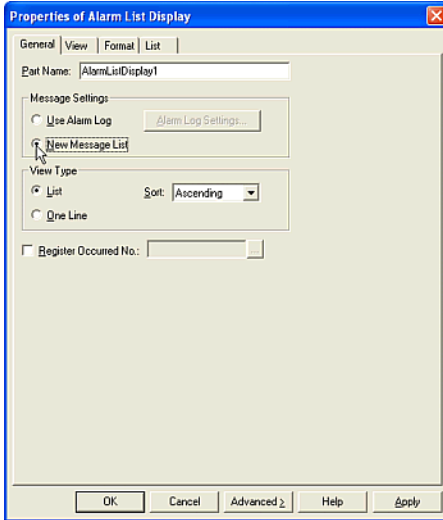 Properties of Alarm List Display
General View Format List
Part Name: AlarmListDisplay1
Message Settings
Use Alarm Log Alarm Log Settings...
New Message List
View Type
List Sort: Ascending
One Line
Register Occurred No.: ...
OK Cancel Advanced > Help Apply